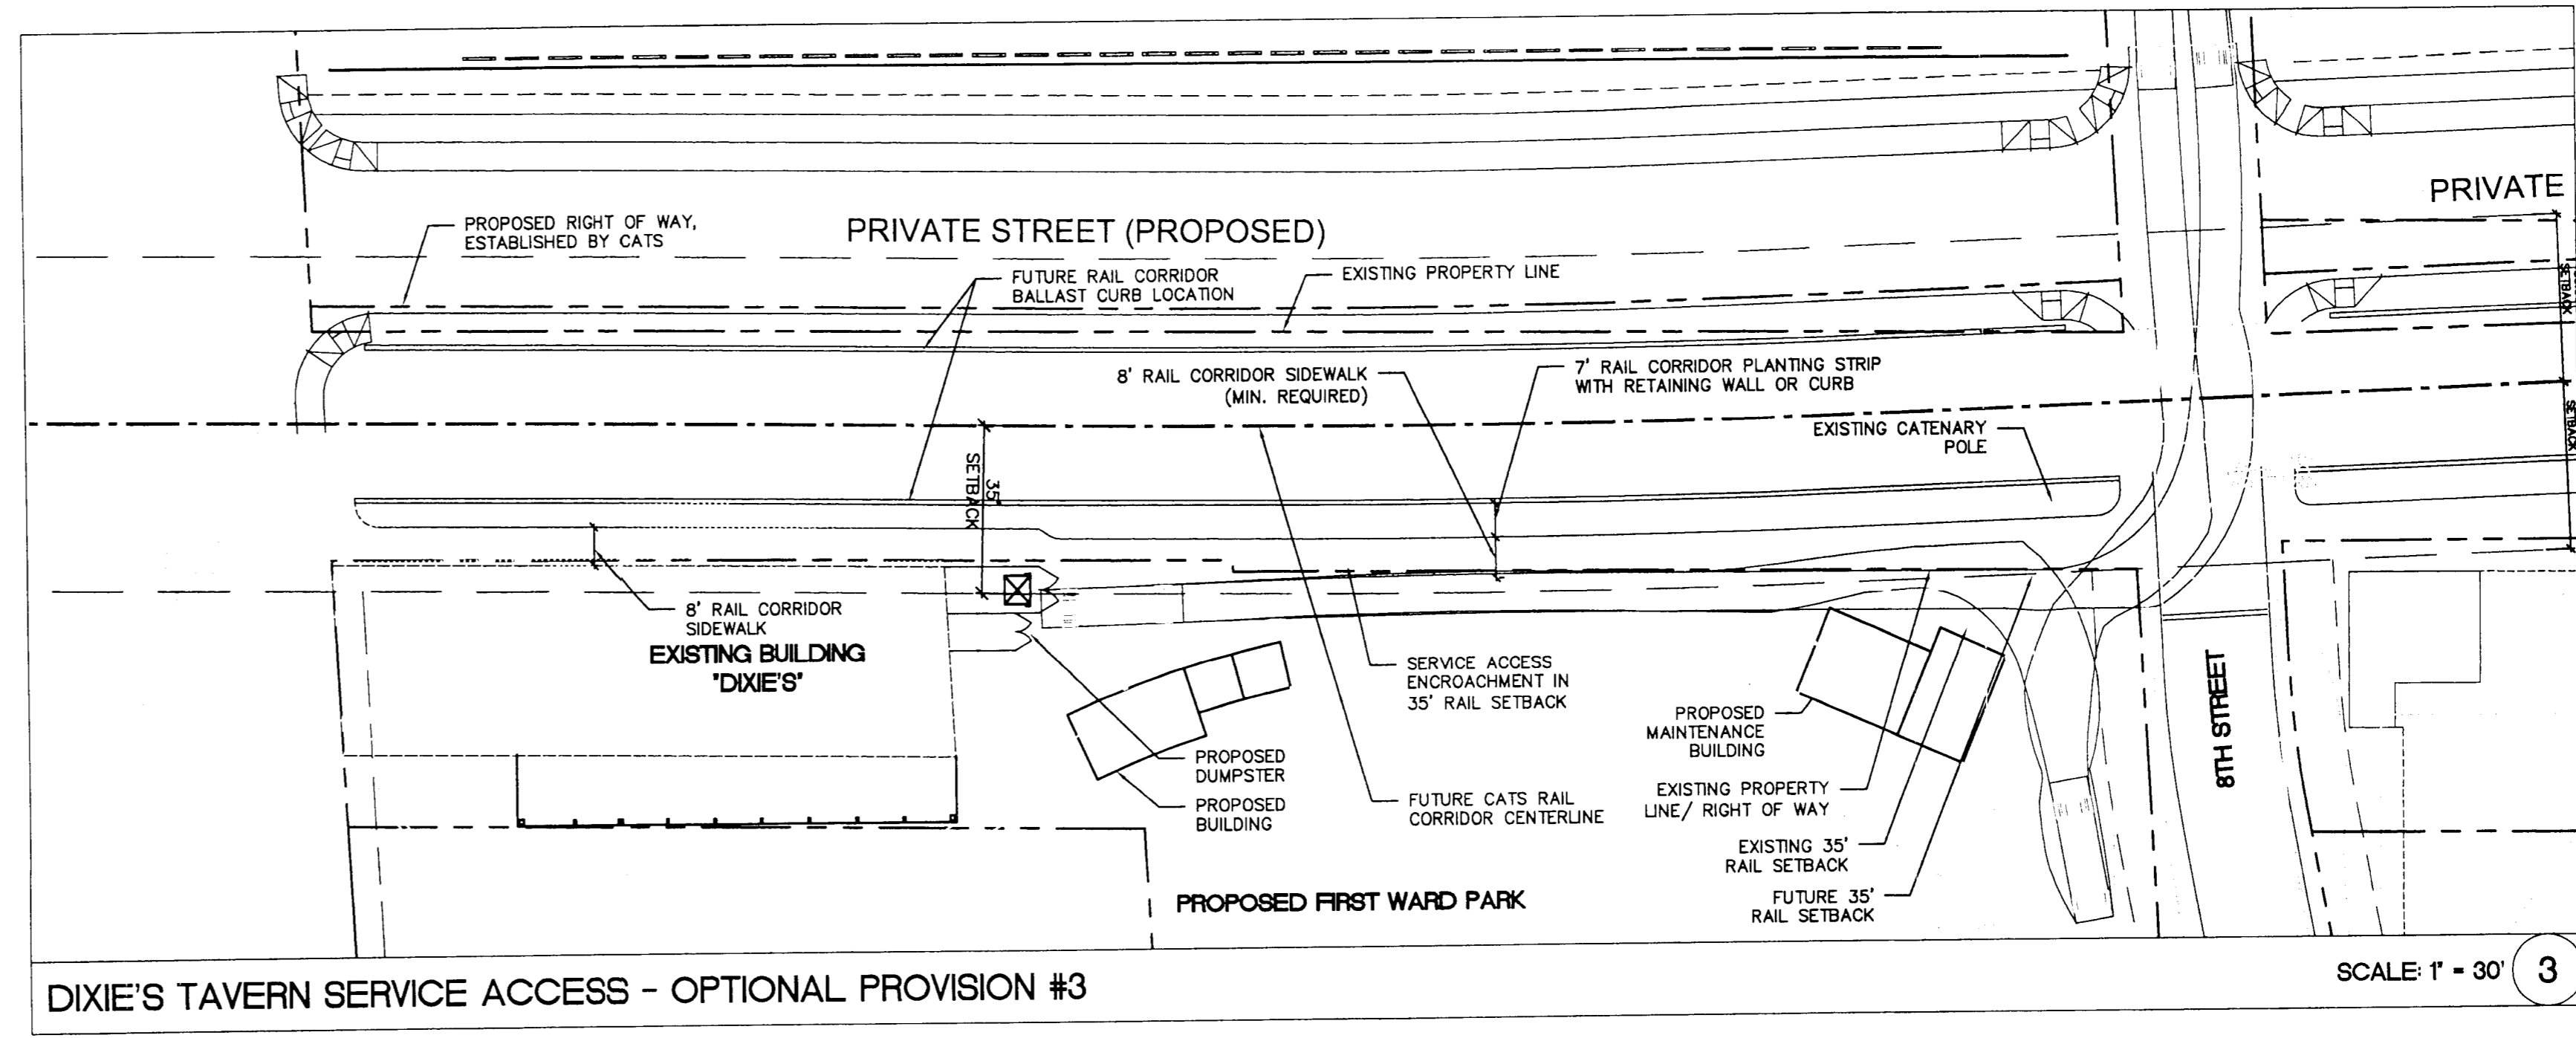 PRIVATE
PROPOSED RIGHT OF WAY,
ESTABLISHED BY CATS
PRIVATE STREET (PROPOSED)
FUTURE RAIL CORRIDOR
BALLAST CURB LOCATION
EXISTING PROPERTY LINE
SETBACK
8' RAIL CORRIDOR SIDEWALK
(MIN. REQUIRED)
7' RAIL CORRIDOR PLANTING STRIP
WITH RETAINING WALL OR CURB
EXISTING CATENARY
POLE
SETBACK
35'
SETBACK
8' RAIL CORRIDOR
SIDEWALK
EXISTING BUILDING
"DIXIE'S"
SERVICE ACCESS
ENCROACHMENT IN
35' RAIL SETBACK
PROPOSED
MAINTENANCE
BUILDING
8TH STREET
PROPOSED
DUMPSTER
PROPOSED
BUILDING
FUTURE CATS RAIL
CORRIDOR CENTERLINE
EXISTING PROPERTY
LINE/ RIGHT OF WAY
EXISTING 35'
RAIL SETBACK
FUTURE 35'
RAIL SETBACK
PROPOSED FIRST WARD PARK
DIXIE'S TAVERN SERVICE ACCESS - OPTIONAL PROVISION #3
SCALE: 1" = 30'
3